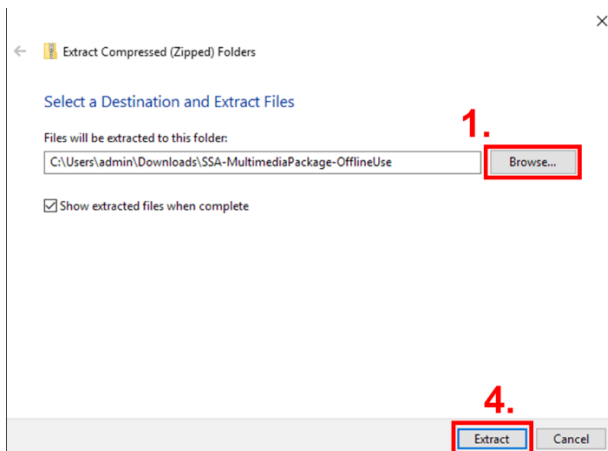 Extract Compressed (Zipped) Folders
Select a Destination and Extract Files
1.
Files will be extracted to this folder:
C:\Users\admin\Downloads\SSA-MultimediaPackage-OfflineUse Browse...
Show extracted files when complete
4.
Extract Cancel